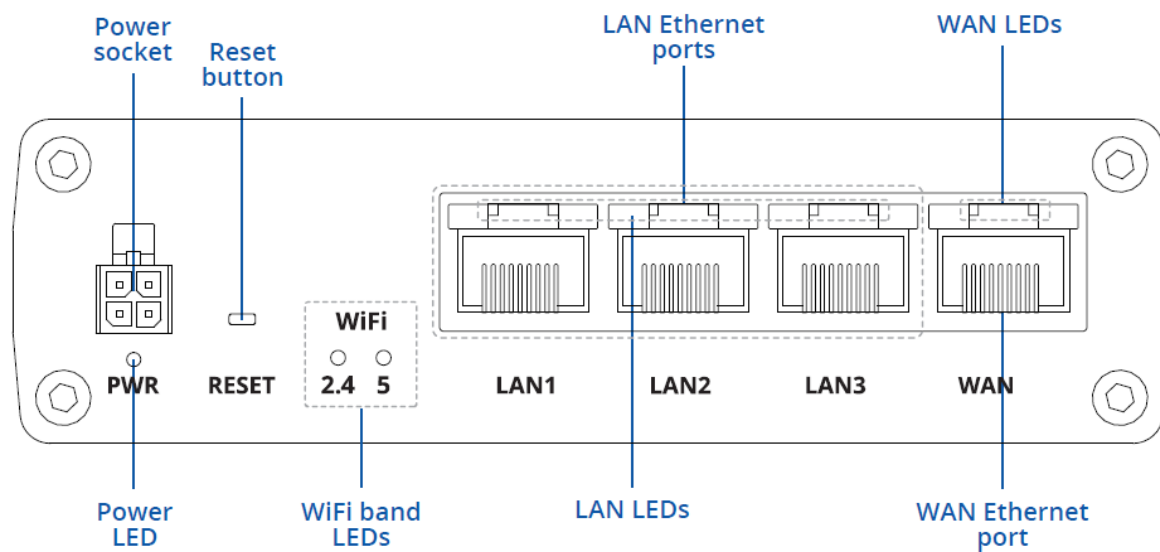 Power
socket
Reset
button
LAN Ethernet
ports
WAN LEDs
WiFi
2.4 5
PWR
RESET
LAN1
LAN2
LAN3
WAN
Power
LED
WiFi band
LEDs
LAN LEDs
WAN Ethernet
port